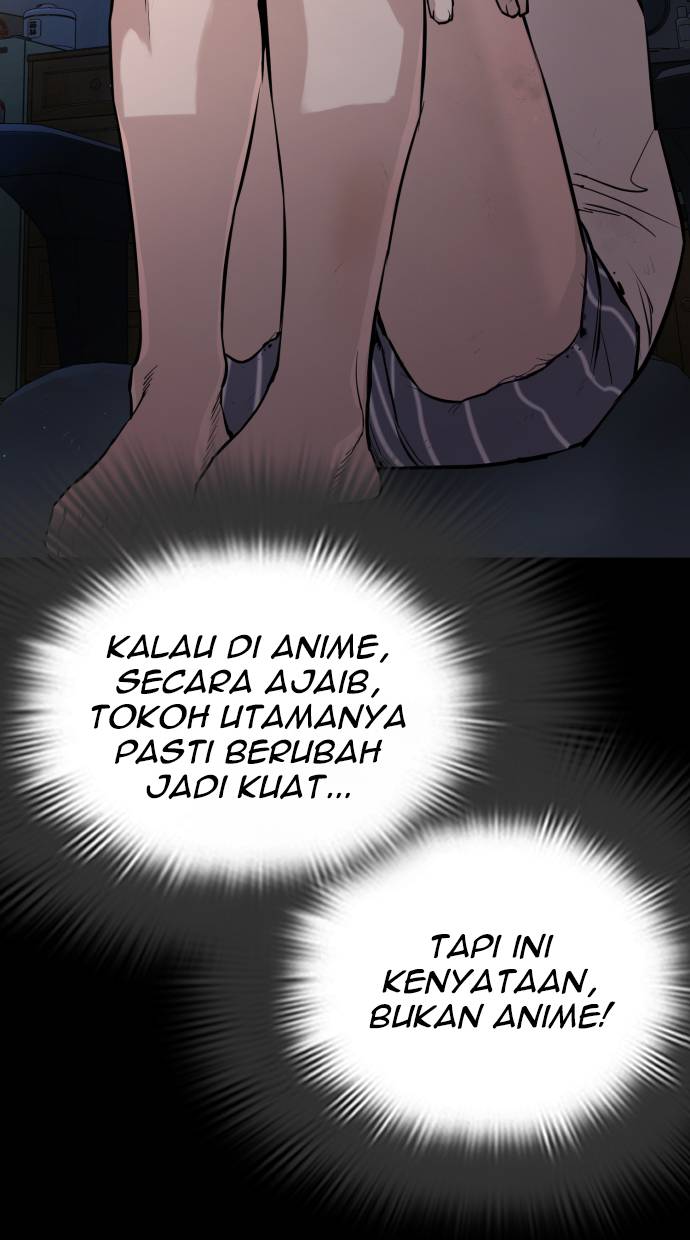 KALAU DI ANIME,
SECARA AJAIB,
TOKOH UTAMANYA
PASTI BERUBAH
JADI KUAT...
TAPI INI
KENYATAAN,
BUKAN ANIME!